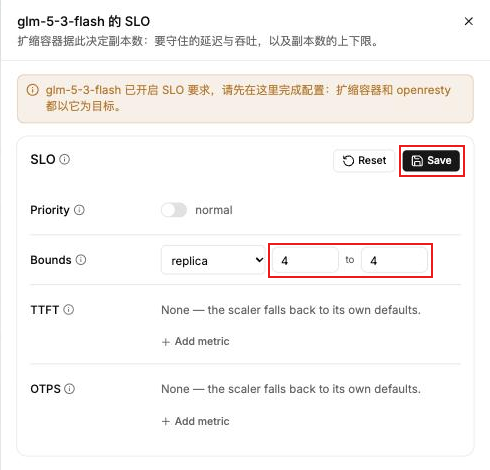 glm-5-3-flash 的 SLO
扩缩容器据此决定副本数：要守住的延迟与吞吐，以及副本数的上下限。
glm-5-3-flash 已开启 SLO 要求，请先在这里完成配置：扩缩容器和 openresty
都以它为目标。
SLO
Reset
Save
Priority
normal
Bounds
replica
4
to
4
TTFT
None — the scaler falls back to its own defaults.
+ Add metric
OTPS
None — the scaler falls back to its own defaults.
+ Add metric